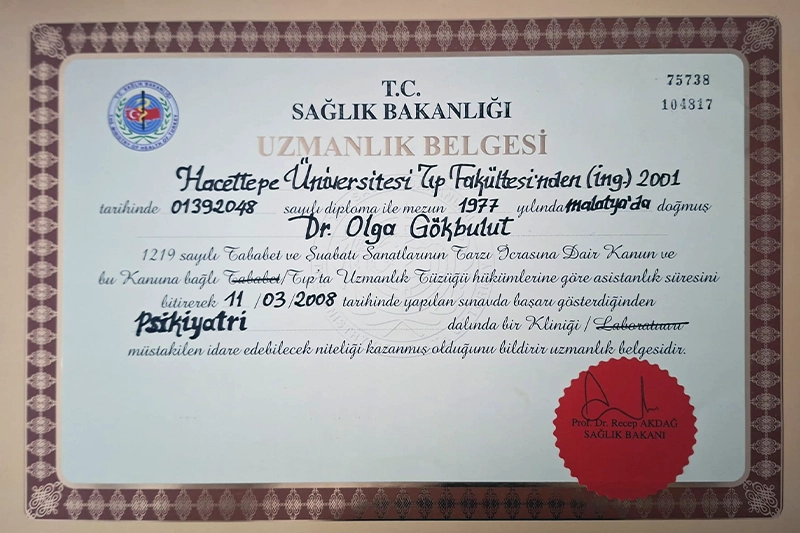 75738
104817
T.C.
SAĞLIK BAKANLIĞI
UZMANLIK BELGESİ
Hacettepe Üniversitesi Tıp Fakültesi'nden (ing.) 2001
tarihinde 01392048 sayılı diploma ile mezun 1977 yılında malatya'da doğmuş
Dr. Olga Gökbulut
1219 sayılı Tababet ve Şuabatı Sanatlarının Tarzı İcrasına Dair Kanun ve
bu Kanuna bağlı Tababet/Tıp'ta Uzmanlık Tüzüğü hükümlerine göre asistanlık süresini
bitirerek 11 /03/2008 tarihinde yapılan sınavda başarı gösterdiğinden
Psikiyatri dalında bir Kliniği / Laboratuarı
müstakilen idare edebilecek niteliği kazanmış olduğunu bildirir uzmanlık belgesidir.
Prof. Dr. Recep AKDAĞ
SAĞLIK BAKANI